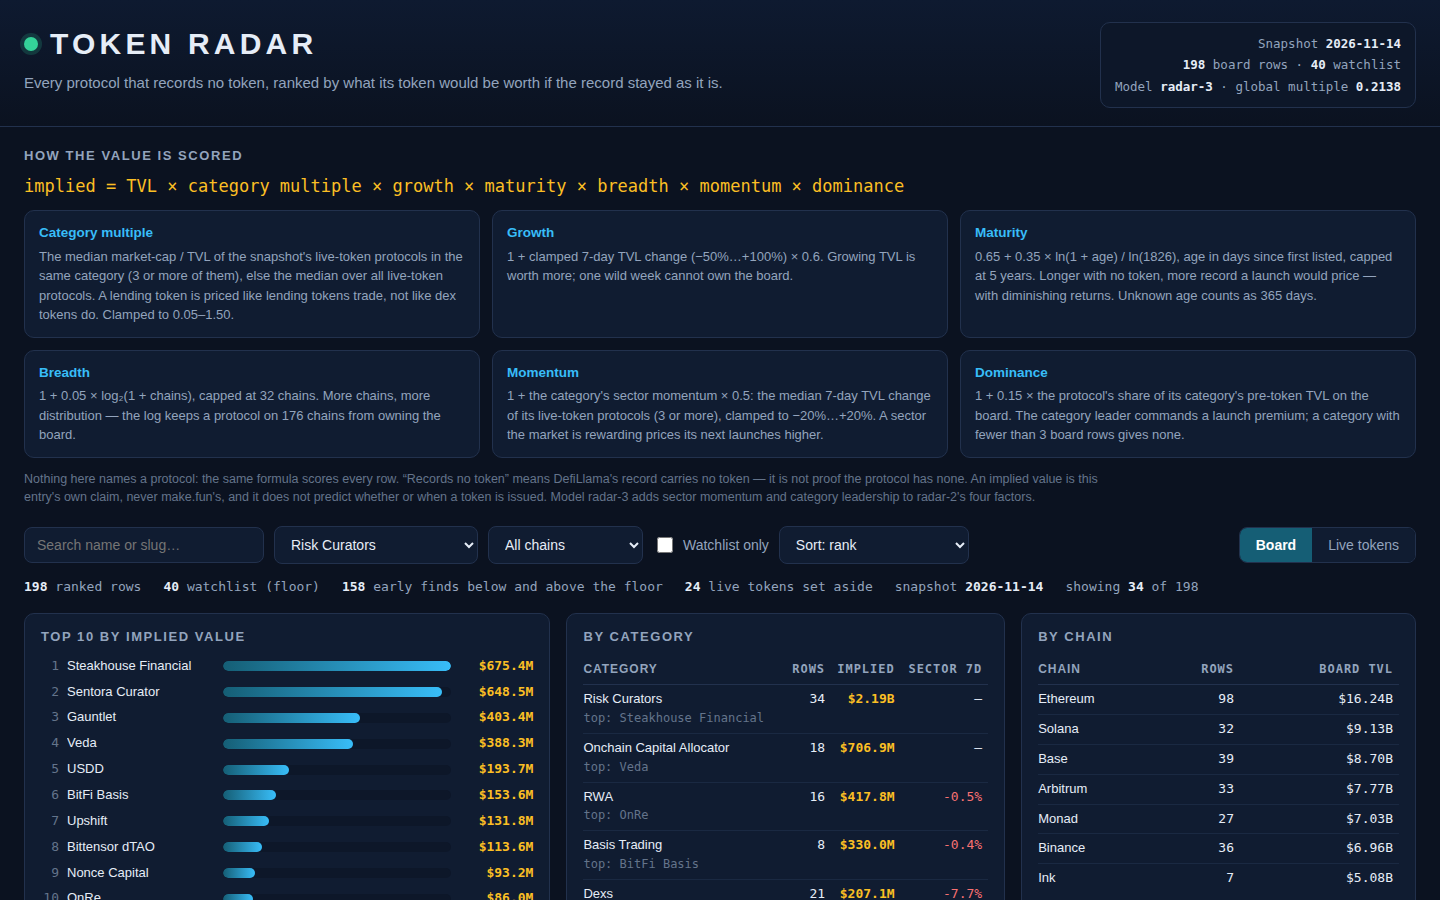 TOKEN RADAR
Every protocol that records no token, ranked by what its token would be worth if the record stayed as it is.
Snapshot 2026-11-14
198 board rows · 40 watchlist
Model radar-3 · global multiple 0.2138
HOW THE VALUE IS SCORED
implied = TVL × category multiple × growth × maturity × breadth × momentum × dominance
Category multiple
The median market-cap / TVL of the snapshot's live-token protocols in the
same category (3 or more of them), else the median over all live-token
protocols. A lending token is priced like lending tokens trade, not like dex
tokens do. Clamped to 0.05–1.50.
Growth
1 + clamped 7-day TVL change (−50%…+100%) × 0.6. Growing TVL is
worth more; one wild week cannot own the board.
Maturity
0.65 + 0.35 × ln(1 + age) / ln(1826), age in days since first listed, capped
at 5 years. Longer with no token, more record a launch would price —
with diminishing returns. Unknown age counts as 365 days.
Breadth
1 + 0.05 × log₂(1 + chains), capped at 32 chains. More chains, more
distribution — the log keeps a protocol on 176 chains from owning the
board.
Momentum
1 + the category's sector momentum × 0.5: the median 7-day TVL change
of its live-token protocols (3 or more), clamped to −20%…+20%. A sector
the market is rewarding prices its next launches higher.
Dominance
1 + 0.15 × the protocol's share of its category's pre-token TVL on the
board. The category leader commands a launch premium; a category with
fewer than 3 board rows gives none.
Nothing here names a protocol: the same formula scores every row. “Records no token” means DefiLlama's record carries no token — it is not proof the protocol has none. An implied value is this
entry's own claim, never make.fun's, and it does not predict whether or when a token is issued. Model radar-3 adds sector momentum and category leadership to radar-2's four factors.
Search name or slug… Risk Curators All chains Watchlist only Sort: rank Board Live tokens
198 ranked rows 40 watchlist (floor) 158 early finds below and above the floor 24 live tokens set aside snapshot 2026-11-14 showing 34 of 198
TOP 10 BY IMPLIED VALUE
1 Steakhouse Financial $675.4M
2 Sentora Curator $648.5M
3 Gauntlet $403.4M
4 Veda $388.3M
5 USDD $193.7M
6 BitFi Basis $153.6M
7 Upshift $131.8M
8 Bittensor dTAO $113.6M
9 Nonce Capital $93.2M
10 OnRe $86.0M
BY CATEGORY
CATEGORY ROWS IMPLIED SECTOR 7D
Risk Curators 34 $2.19B —
top: Steakhouse Financial
Onchain Capital Allocator 18 $706.9M —
top: Veda
RWA 16 $417.8M -0.5%
top: OnRe
Basis Trading 8 $330.0M -0.4%
top: BitFi Basis
Dexs 21 $207.1M -7.7%
BY CHAIN
CHAIN ROWS BOARD TVL
Ethereum 98 $16.24B
Solana 32 $9.13B
Base 39 $8.70B
Arbitrum 33 $7.77B
Monad 27 $7.03B
Binance 36 $6.96B
Ink 7 $5.08B